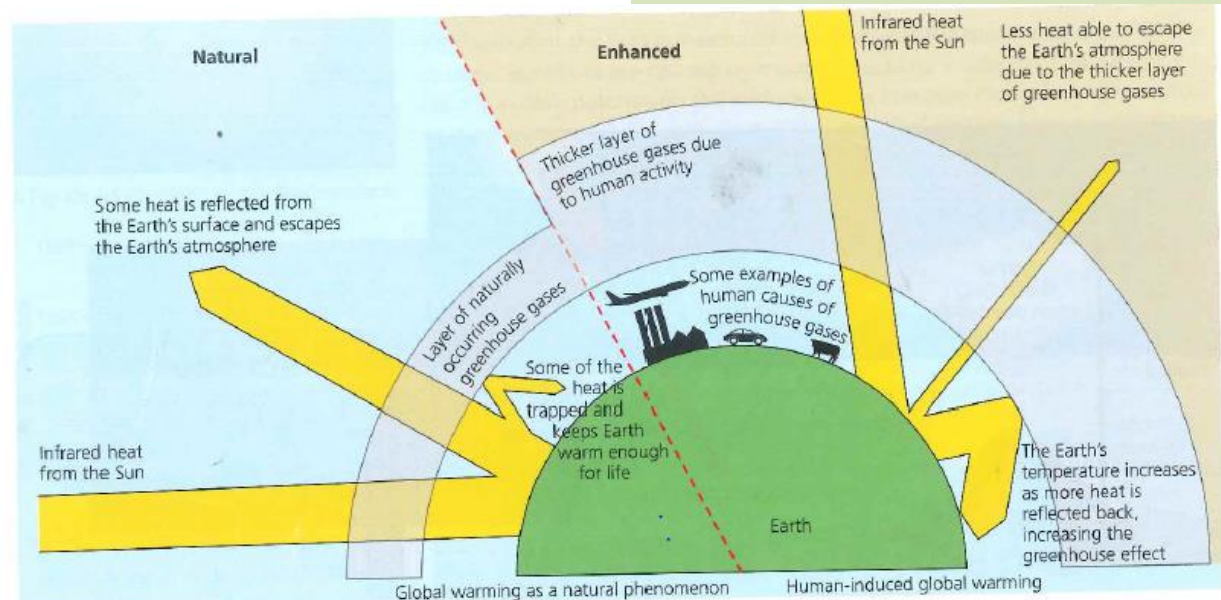 Natural
Enhanced
Infrared heat
from the Sun
Less heat able to escape
the Earth's atmosphere
due to the thicker layer
of greenhouse gases
Thicker layer of
greenhouse gases due
to human activity
Some heat is reflected from
the Earth's surface and escapes
the Earth's atmosphere
Layer of naturally
occurring
greenhouse gases
Some examples of
human causes of
greenhouse gases
Some of the
heat is
trapped and
keeps Earth
warm enough
for life
Infrared heat
from the Sun
The Earth's
temperature increases
as more heat is
reflected back,
increasing the
greenhouse effect
Earth
Global warming as a natural phenomenon
Human-induced global warming